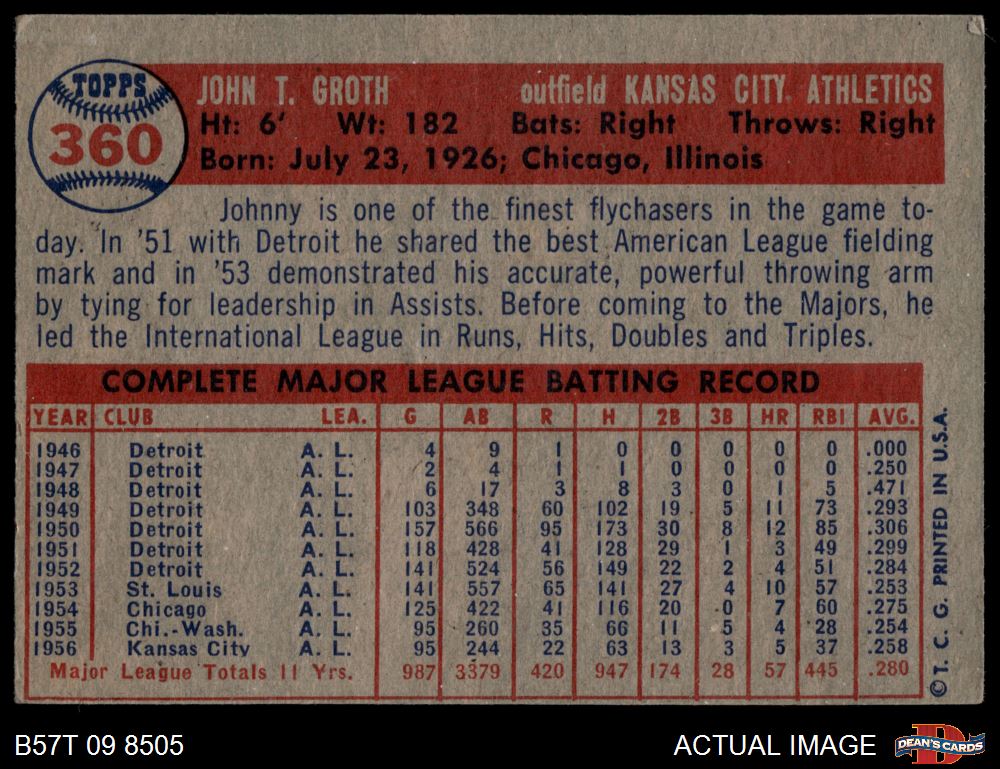 TOPPS
360
JOHN T. GROTH outfield KANSAS CITY ATHLETICS
Ht: 6' Wt: 182 Bats: Right Throws: Right
Born: July 23, 1926; Chicago, Illinois
Johnny is one of the finest flychasers in the game to-
day. In '51 with Detroit he shared the best American League fielding
mark and in '53 demonstrated his accurate, powerful throwing arm
by tying for leadership in Assists. Before coming to the Majors, he
led the International League in Runs, Hits, Doubles and Triples.
COMPLETE MAJOR LEAGUE BATTING RECORD
YEAR CLUB LEA. G AB R H 2B 3B HR RBI AVG.
1946 Detroit A. L. 4 9 1 0 0 0 0 0 .000
1947 Detroit A. L. 2 4 1 1 0 0 0 0 .250
1948 Detroit A. L. 6 17 3 8 3 0 1 5 .471
1949 Detroit A. L. 103 348 60 102 19 5 11 73 .293
1950 Detroit A. L. 157 566 95 173 30 8 12 85 .306
1951 Detroit A. L. 118 428 41 128 29 1 3 49 .299
1952 Detroit A. L. 141 524 56 149 22 2 4 51 .284
1953 St. Louis A. L. 141 557 65 141 27 4 10 57 .253
1954 Chicago A. L. 125 422 41 116 20 0 7 60 .275
1955 Chi.-Wash. A. L. 95 260 35 66 11 5 4 28 .254
1956 Kansas City A. L. 95 244 22 63 13 3 5 37 .258
Major League Totals 11 Yrs. 987 3379 420 947 174 28 57 445 .280
©T. C. G. PRINTED IN U.S.A.
B57T 09 8505
ACTUAL IMAGE
D
DEAN'S CARDS